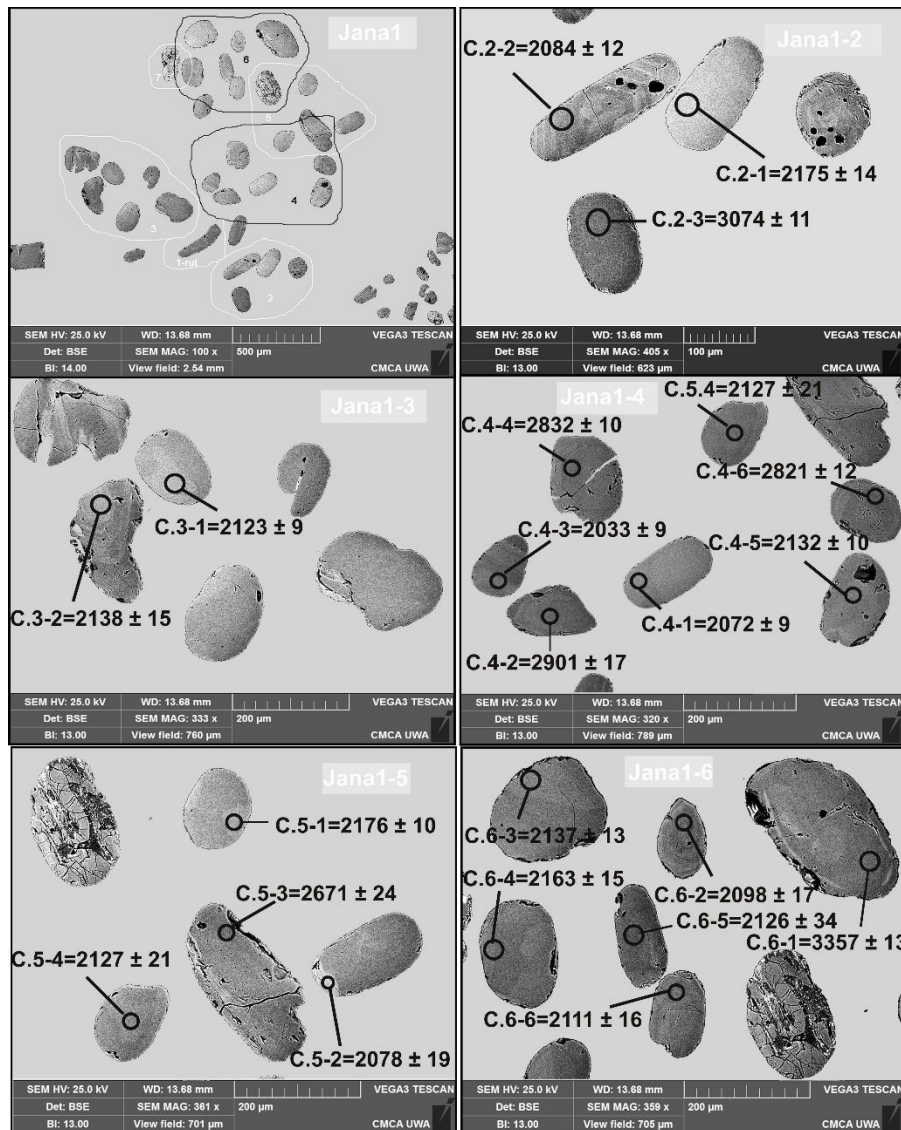 Jana1
6
7
5
4
3
1-rut
2
SEM HV: 25.0 kV WD: 13.68 mm VEGA3 TESCAN
Det: BSE SEM MAG: 100 x 500 µm
BI: 14.00 View field: 2.54 mm CMCA UWA
Jana1-2
C.2-2=2084 ± 12
C.2-1=2175 ± 14
C.2-3=3074 ± 11
SEM HV: 25.0 kV WD: 13.68 mm VEGA3 TESCAN
Det: BSE SEM MAG: 405 x 100 µm
BI: 13.00 View field: 623 µm CMCA UWA
Jana1-3
C.3-1=2123 ± 9
C.3-2=2138 ± 15
SEM HV: 25.0 kV WD: 13.68 mm VEGA3 TESCAN
Det: BSE SEM MAG: 333 x 200 µm
BI: 13.00 View field: 760 µm CMCA UWA
Jana1-4
C.5.4=2127 ± 21
C.4-4=2832 ± 10
C.4-6=2821 ± 12
C.4-3=2033 ± 9
C.4-5=2132 ± 10
C.4-1=2072 ± 9
C.4-2=2901 ± 17
SEM HV: 25.0 kV WD: 13.68 mm VEGA3 TESCAN
Det: BSE SEM MAG: 320 x 200 µm
BI: 13.00 View field: 789 µm CMCA UWA
Jana1-5
C.5-1=2176 ± 10
C.5-3=2671 ± 24
C.5-4=2127 ± 21
C.5-2=2078 ± 19
SEM HV: 25.0 kV WD: 13.68 mm VEGA3 TESCAN
Det: BSE SEM MAG: 361 x 200 µm
BI: 13.00 View field: 701 µm CMCA UWA
Jana1-6
C.6-3=2137 ± 13
C.6-4=2163 ± 15
C.6-2=2098 ± 17
C.6-5=2126 ± 34
C.6-1=3357 ± 13
C.6-6=2111 ± 16
SEM HV: 25.0 kV WD: 13.68 mm VEGA3 TESCAN
Det: BSE SEM MAG: 359 x 200 µm
BI: 13.00 View field: 705 µm CMCA UWA